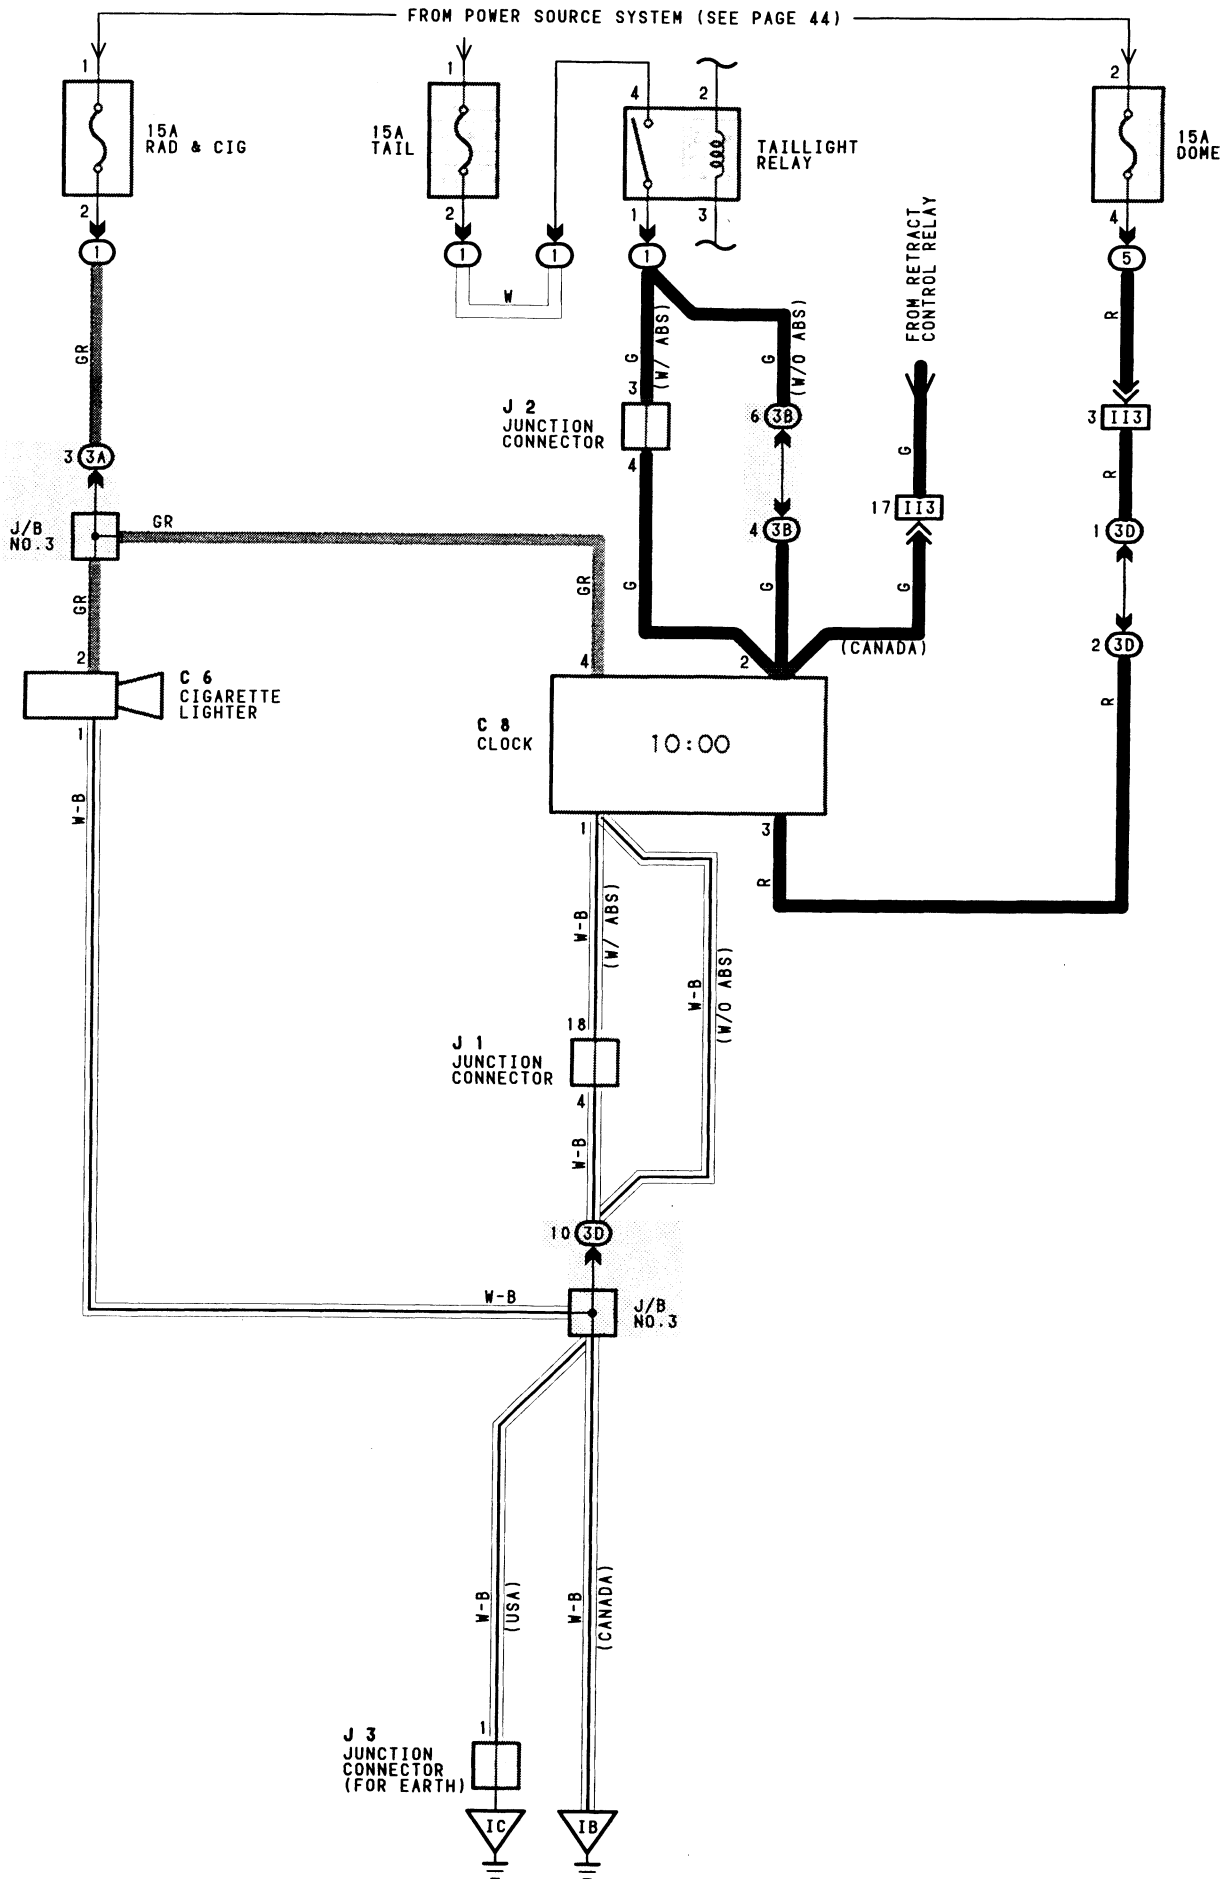 FROM POWER SOURCE SYSTEM (SEE PAGE 44)
1
15A
RAD & CIG
2
1
1
15A
TAIL
2
1
1
W
4
2
TAILLIGHT
RELAY
1
3
1
2
15A
DOME
4
5
FROM RETRACT
CONTROL RELAY
GR
G
(W/ ABS)
G
(W/O ABS)
R
3
J 2
JUNCTION
CONNECTOR
4
6 3B
4 3B
G
17 II3
3 II3
R
1 3D
3 3A
J/B
NO.3
GR
GR
GR
G
G
G
(CANADA)
2 3D
R
2
C 6
CIGARETTE
LIGHTER
1
4
2
C 8
CLOCK
10:00
1
3
W-B
R
W-B
(W/ ABS)
W-B
(W/O ABS)
18
J 1
JUNCTION
CONNECTOR
4
W-B
10 3D
W-B
J/B
NO.3
W-B
(USA)
W-B
(CANADA)
1
J 3
JUNCTION
CONNECTOR
(FOR EARTH)
IC
IB